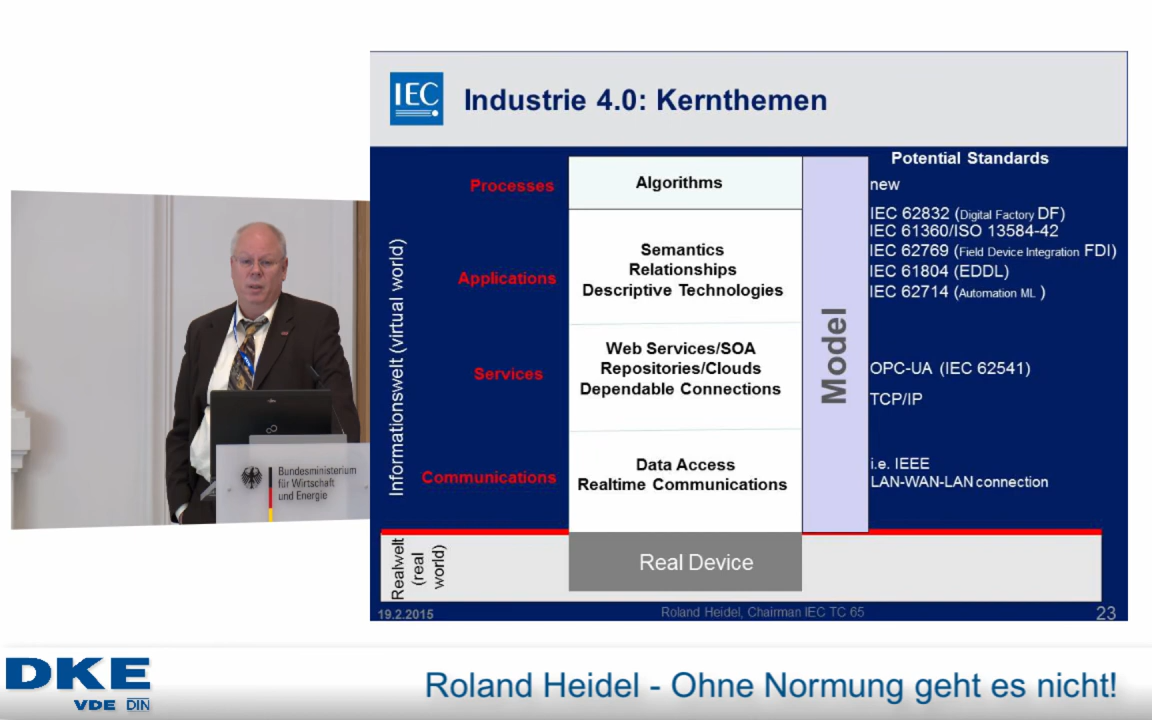 IEC
Industrie 4.0: Kernthemen
Potential Standards
Informationswelt (virtual world)
Processes
Algorithms
new
Applications
Semantics
Relationships
Descriptive Technologies
IEC 62832 (Digital Factory DF)
IEC 61360/ISO 13584-42
IEC 62769 (Field Device Integration FDI)
IEC 61804 (EDDL)
IEC 62714 (Automation ML )
Services
Web Services/SOA
Repositories/Clouds
Dependable Connections
OPC-UA (IEC 62541)
TCP/IP
Communications
Data Access
Realtime Communications
i.e. IEEE
LAN-WAN-LAN connection
Model
Realwelt
(real
world)
Real Device
19.2.2015
Roland Heidel, Chairman IEC TC 65
23
Bundesministerium
für Wirtschaft
und Energie
DKE
VDE DIN
Roland Heidel - Ohne Normung geht es nicht!